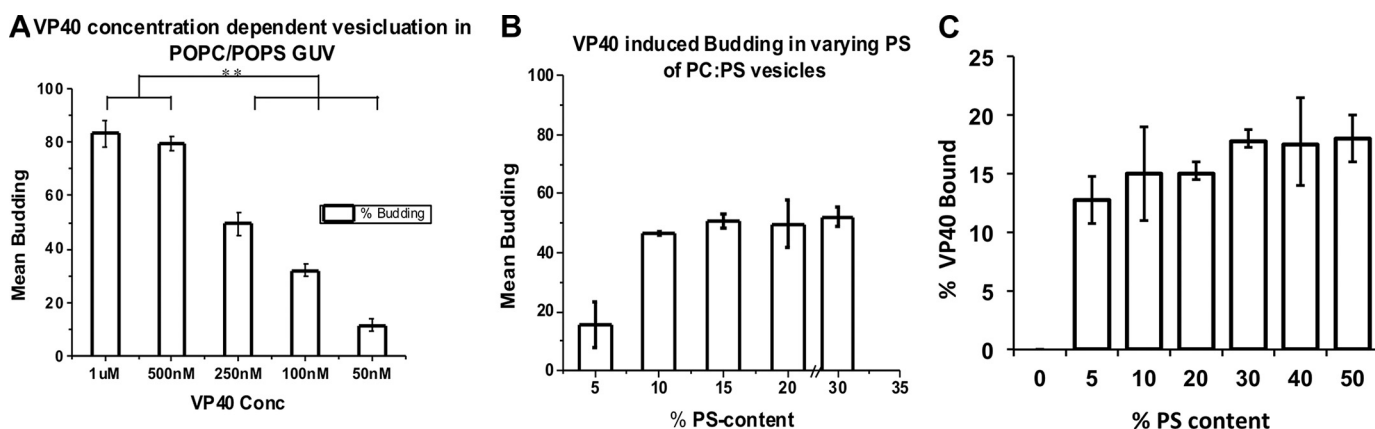 A
VP40 concentration dependent vesicluation in
POPC/POPS GUV
**
100
80
60
40
20
0
Mean Budding
% Budding
1uM 500nM 250nM 100nM 50nM
VP40 Conc
B
VP40 induced Budding in varying PS
of PC:PS vesicles
100
80
60
40
20
0
Mean Budding
5 10 15 20 30 35
% PS-content
C
25
20
15
10
5
0
% VP40 Bound
0 5 10 20 30 40 50
% PS content